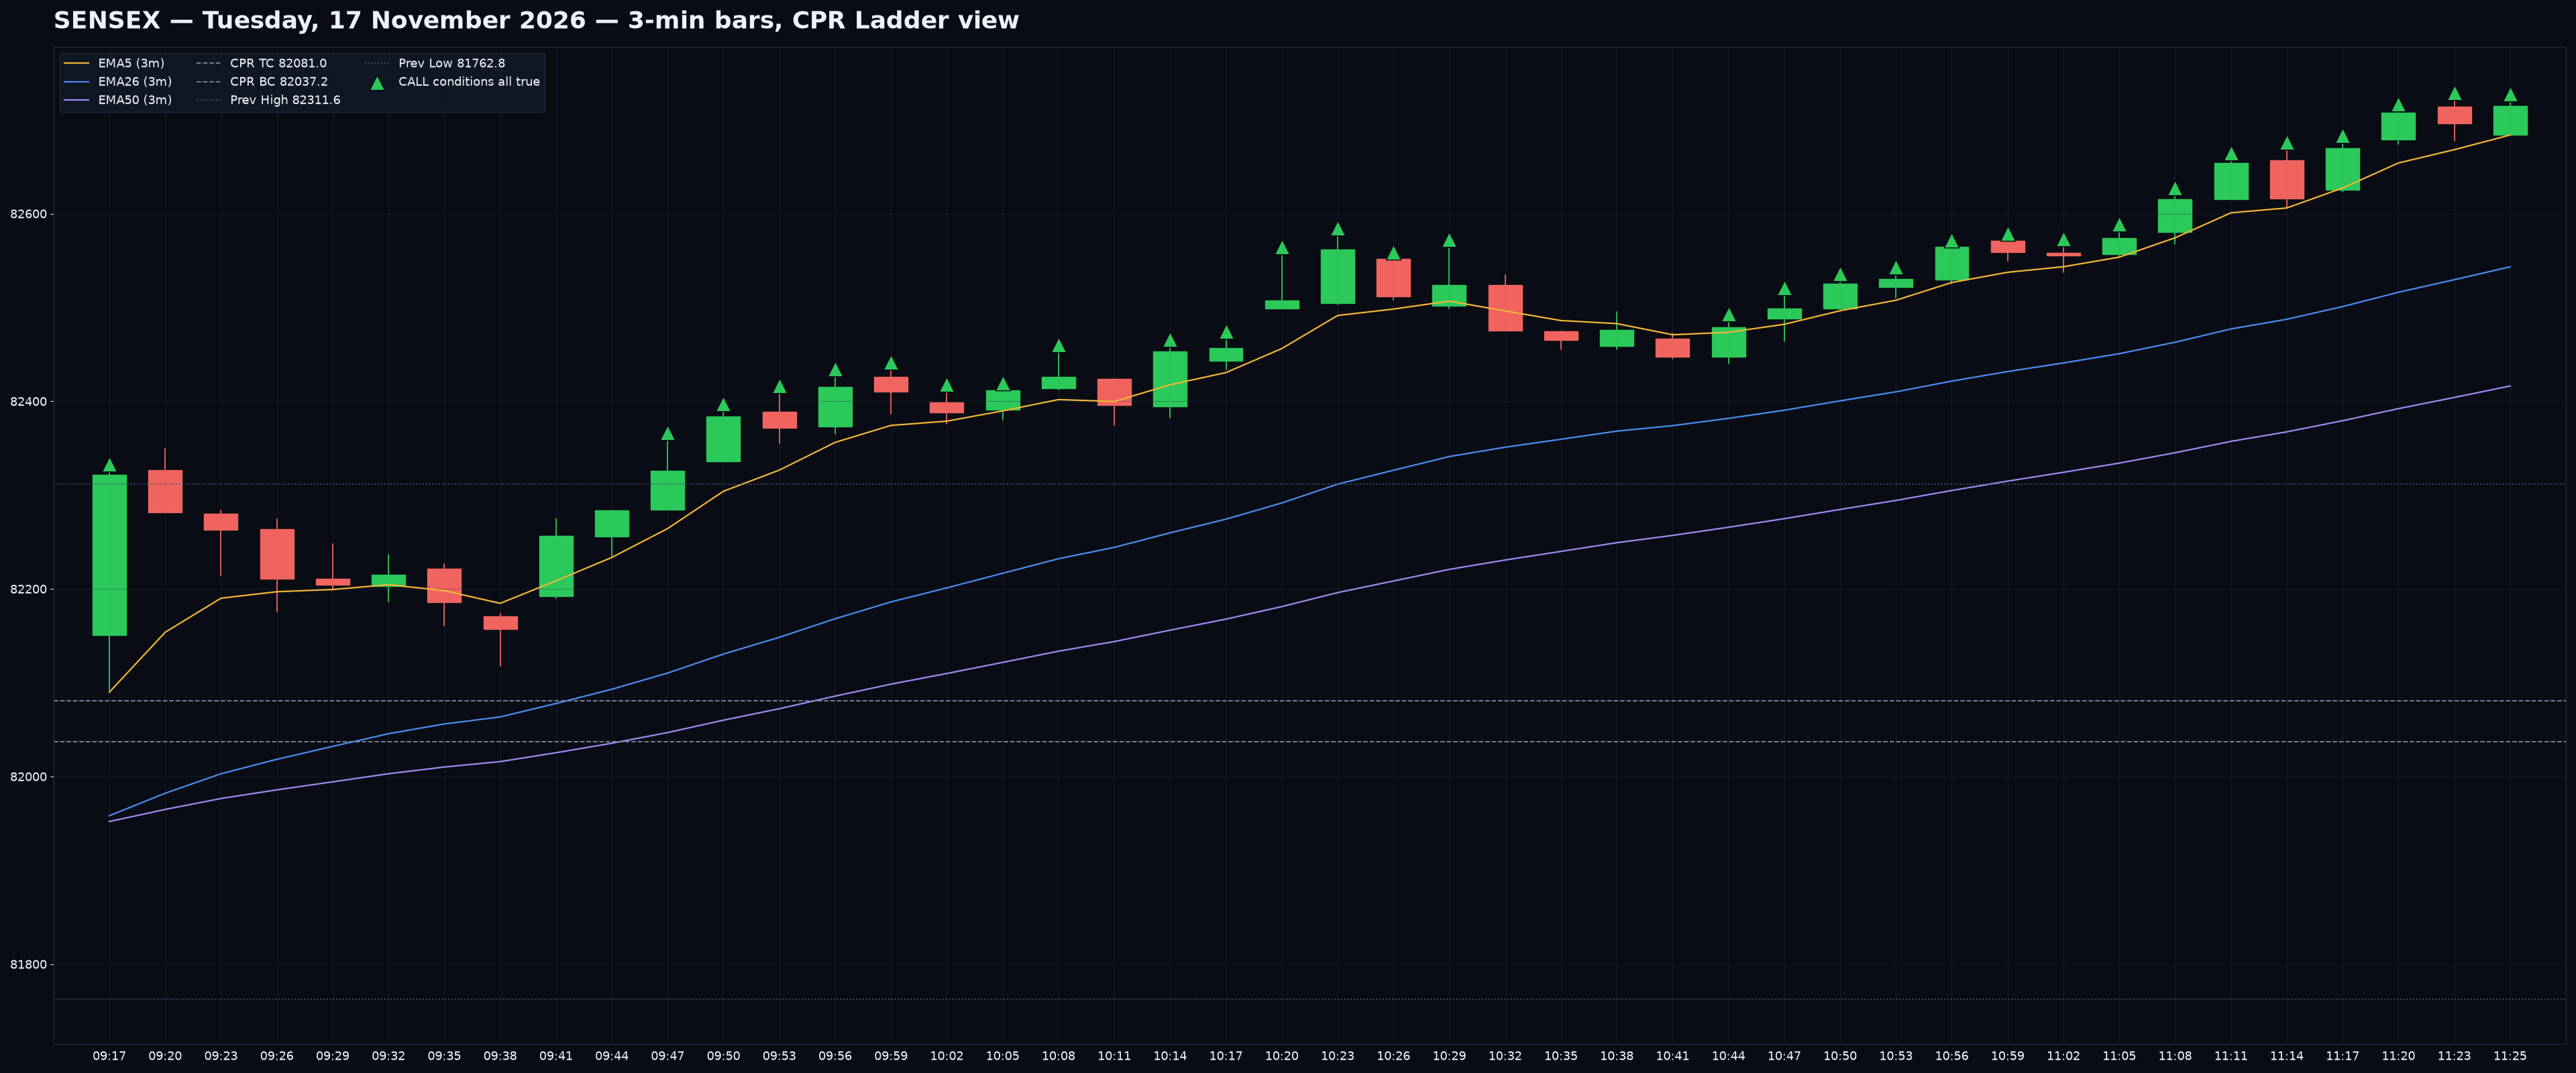 SENSEX — Tuesday, 17 November 2026 — 3-min bars, CPR Ladder view
EMA5 (3m)
EMA26 (3m)
EMA50 (3m)
CPR TC 82081.0
CPR BC 82037.2
Prev High 82311.6
Prev Low 81762.8
CALL conditions all true
82600
82400
82200
82000
81800
09:17 09:20 09:23 09:26 09:29 09:32 09:35 09:38 09:41 09:44 09:47 09:50 09:53 09:56 09:59 10:02 10:05 10:08 10:11 10:14 10:17 10:20 10:23 10:26 10:29 10:32 10:35 10:38 10:41 10:44 10:47 10:50 10:53 10:56 10:59 11:02 11:05 11:08 11:11 11:14 11:17 11:20 11:23 11:25